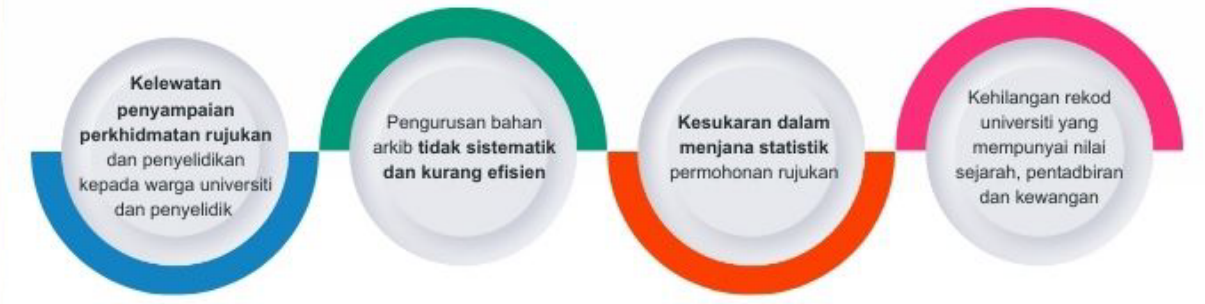 Kelewatan
penyampaian
perkhidmatan rujukan
dan penyelidikan
kepada warga universiti
dan penyelidik
Pengurusan bahan
arkib tidak sistematik
dan kurang efisien
Kesukaran dalam
menjana statistik
permohonan rujukan
Kehilangan rekod
universiti yang
mempunyai nilai
sejarah, pentadbiran
dan kewangan